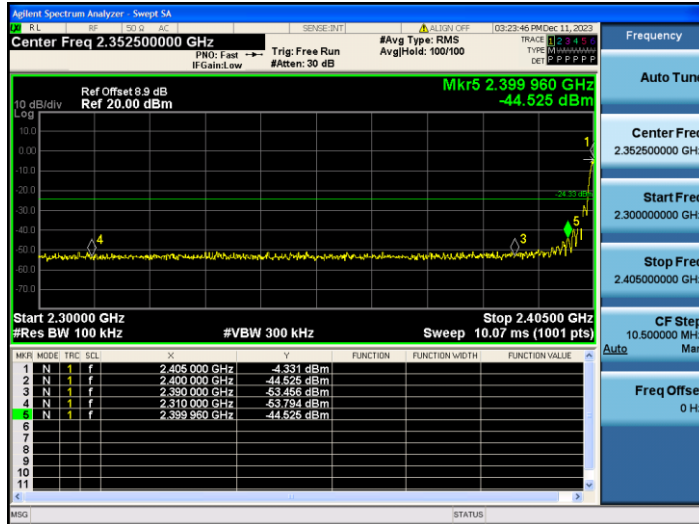 Agilent Spectrum Analyzer - Swept SA
RL RF 50 Ω AC SENSE:INT ALIGN OFF 03:23:46 PM Dec 11, 2023
Center Freq 2.352500000 GHz
PNO: Fast
IFGain:Low
Trig: Free Run
#Atten: 30 dB
#Avg Type: RMS
Avg|Hold: 100/100
TRACE 1 2 3 4 5 6
TYPE M
DET P P P P P P
Frequency
Auto Tune
Center Freq
2.352500000 GHz
Start Freq
2.300000000 GHz
Stop Freq
2.405000000 GHz
CF Step
10.500000 MHz
Auto Man
Freq Offset
0 Hz
Mkr5 2.399 960 GHz
-44.525 dBm
Ref Offset 8.9 dB
10 dB/div Ref 20.00 dBm
Log
10.0
0.00
-10.0
-20.0
-30.0
-40.0
-50.0
-60.0
-70.0
-24.33 dBm
1
5
3
4
Start 2.30000 GHz Stop 2.40500 GHz
#Res BW 100 kHz #VBW 300 kHz Sweep 10.07 ms (1001 pts)
MKR MODE TRC SCL X Y FUNCTION FUNCTION WIDTH FUNCTION VALUE
1 N 1 f 2.405 000 GHz -4.331 dBm
2 N 1 f 2.400 000 GHz -44.525 dBm
3 N 1 f 2.390 000 GHz -53.456 dBm
4 N 1 f 2.310 000 GHz -53.794 dBm
5 N 1 f 2.399 960 GHz -44.525 dBm
6
7
8
9
10
11
MSG STATUS